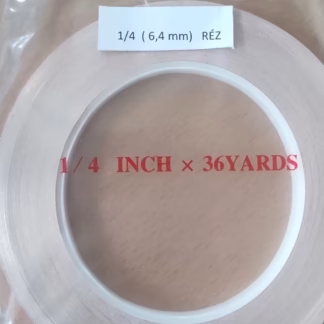 1/4 ( 6,4 mm) RÉZ
1/4 INCH × 36YARDS